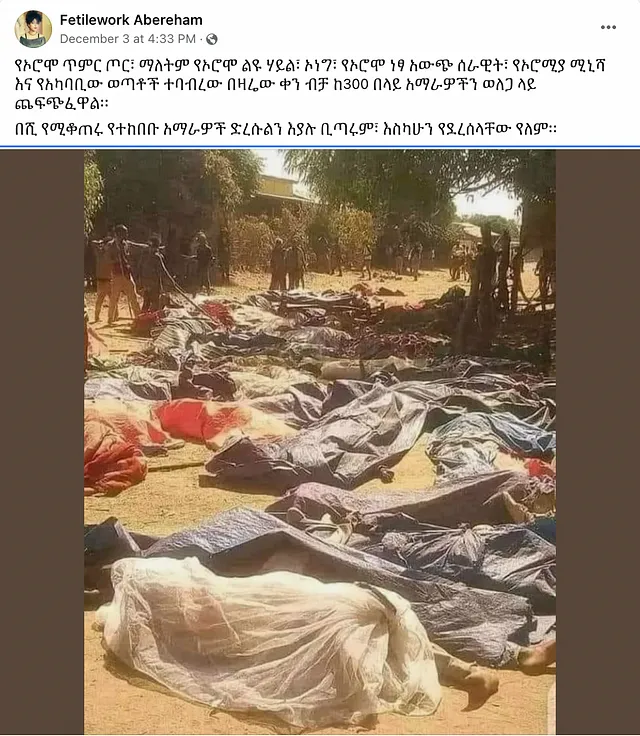 Fetilework Abereham
December 3 at 4:33 PM ·
የኦሮሞ ጥምር ጦር፣ ማለትም የኦሮሞ ልዩ ሃይል፣ ኦነግ፣ የኦሮሞ ነፃ አውጭ ሰራዊት፣ የኦሮሚያ ሚኒሻ
እና የአካባቢው ወጣቶች ተባብረው በዛሬው ቀን ብቻ ከ300 በላይ አማራዎችን ወለጋ ላይ
ጨፍጭፈዋል።
በሺ የሚቆጠሩ የተከበቡ አማራዎች ድረሱልን እያሉ ቢጣሩም፣ እስካሁን የደረሰላቸው የለም።